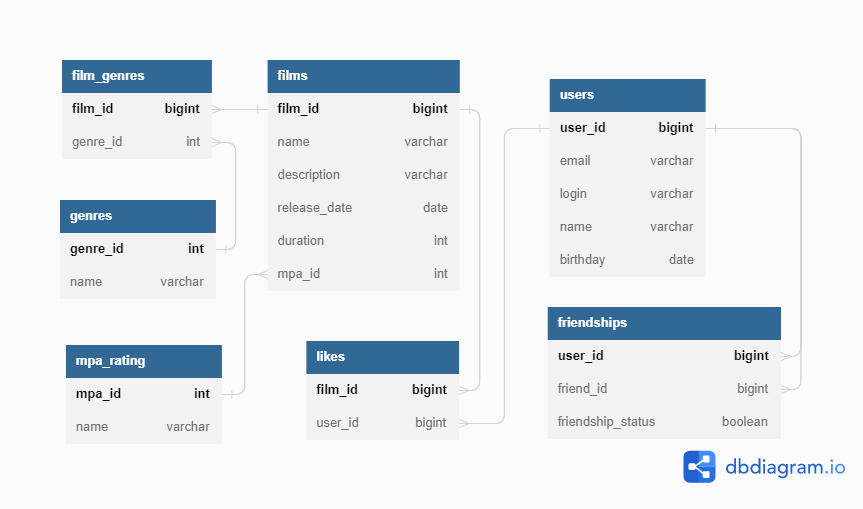 film_genres
film_id bigint
genre_id int
films
film_id bigint
name varchar
description varchar
release_date date
duration int
mpa_id int
users
user_id bigint
email varchar
login varchar
name varchar
birthday date
genres
genre_id int
name varchar
mpa_rating
mpa_id int
name varchar
likes
film_id bigint
user_id bigint
friendships
user_id bigint
friend_id bigint
friendship_status boolean
dbdiagram.io